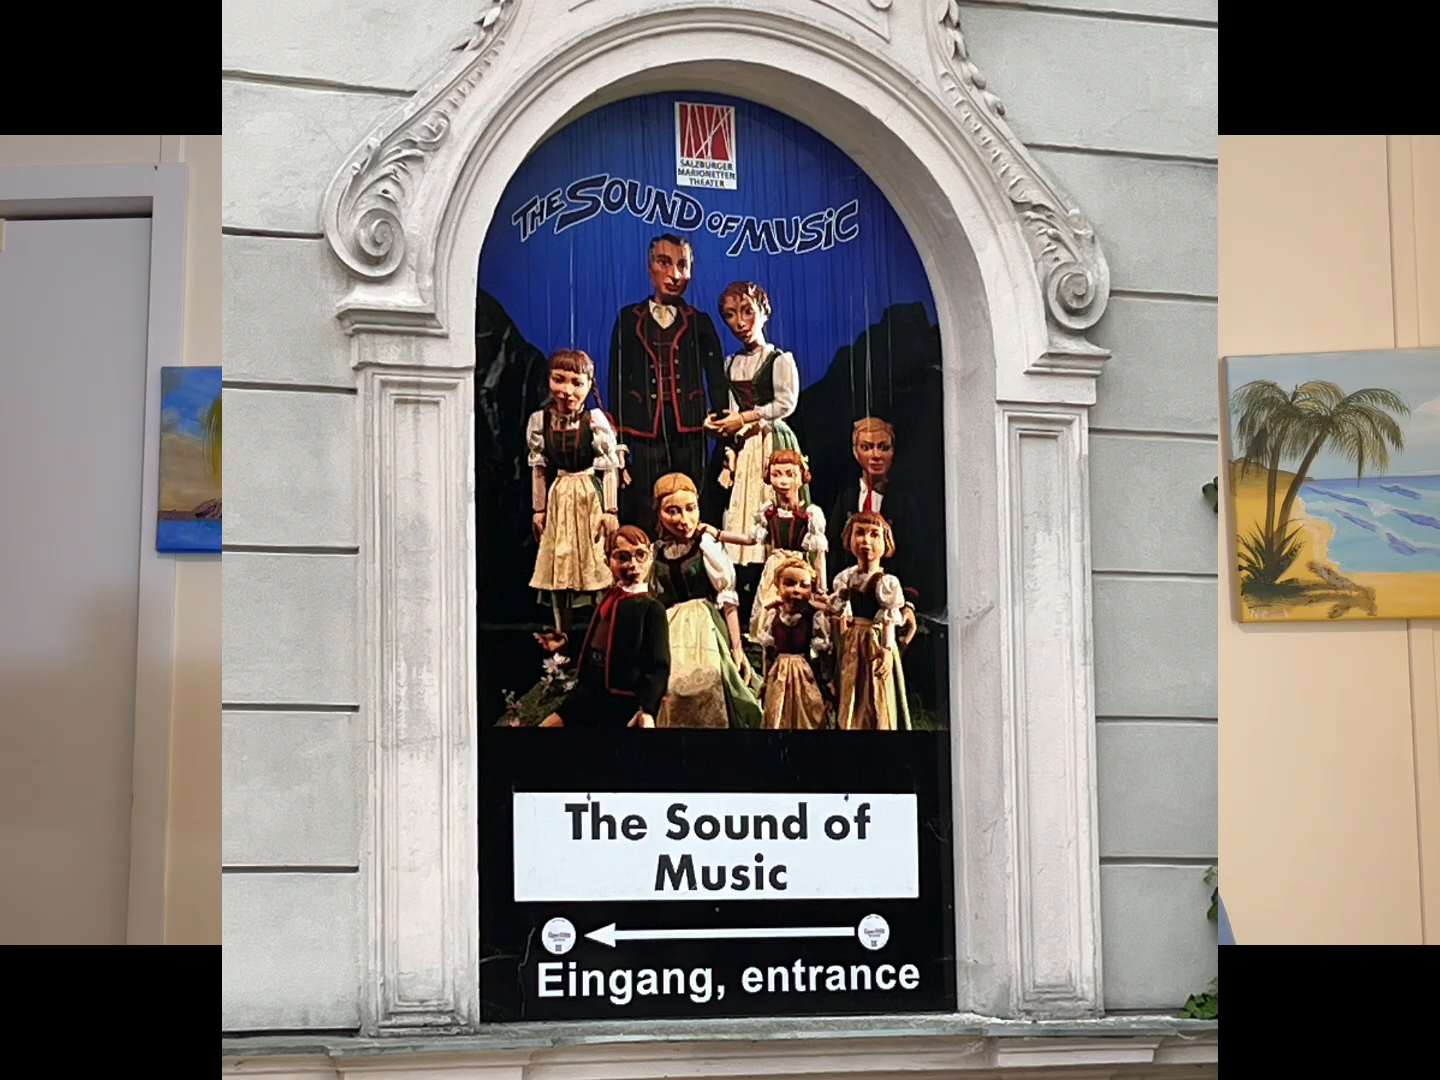 SALZBURGER
MARIONETTEN
THEATER
THE SOUND OF MUSIC
The Sound of
Music
Eingang, entrance